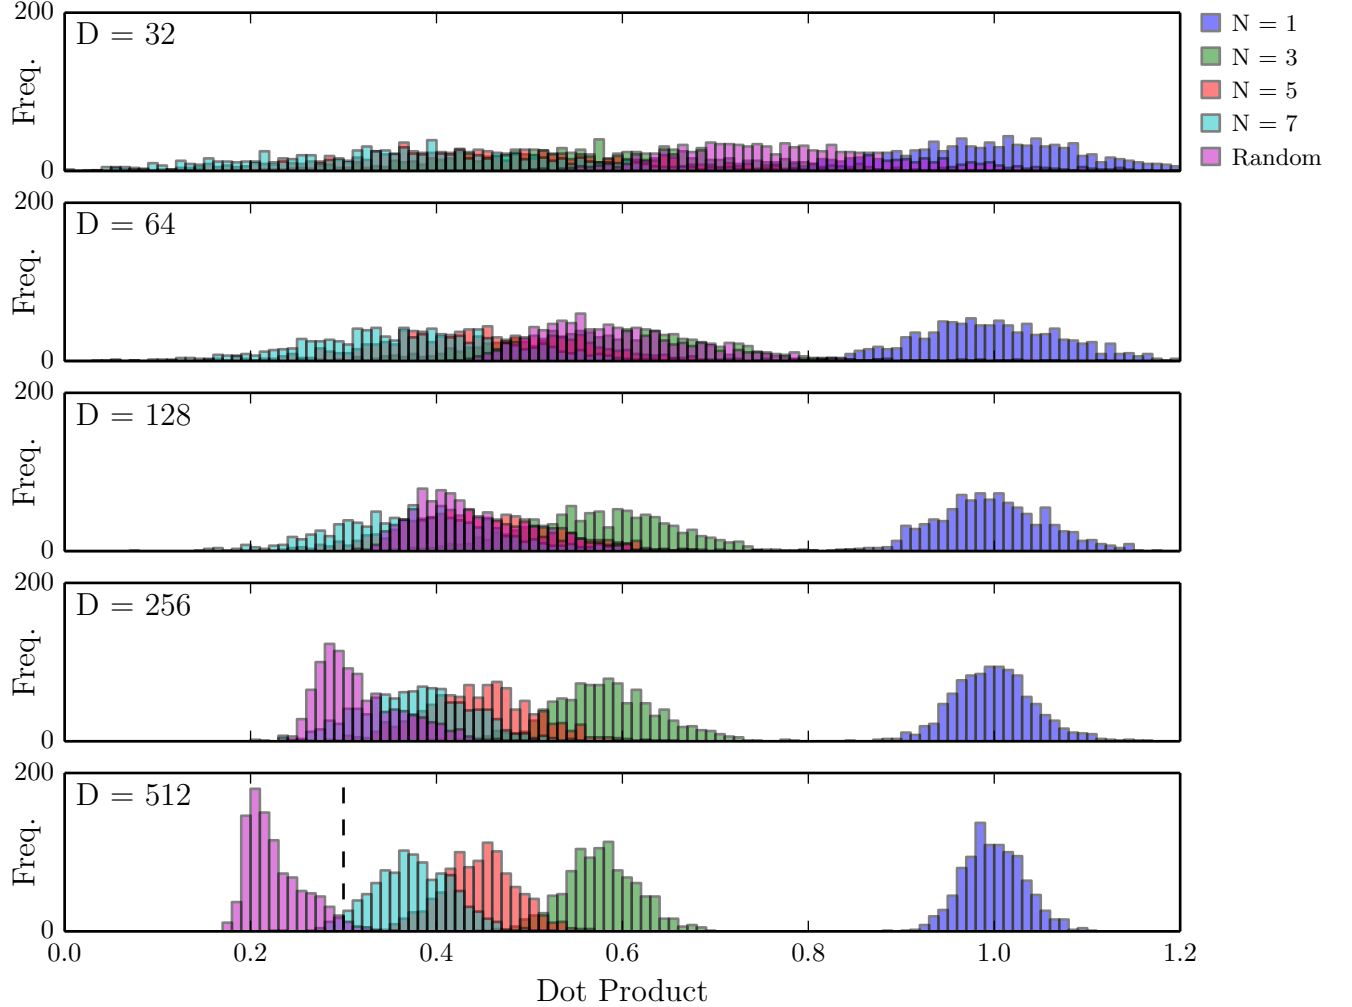 200
D = 32
Freq.
0
N = 1
N = 3
N = 5
N = 7
Random
200
D = 64
Freq.
0
200
D = 128
Freq.
0
200
D = 256
Freq.
0
200
D = 512
Freq.
0
0.0 0.2 0.4 0.6 0.8 1.0 1.2
Dot Product